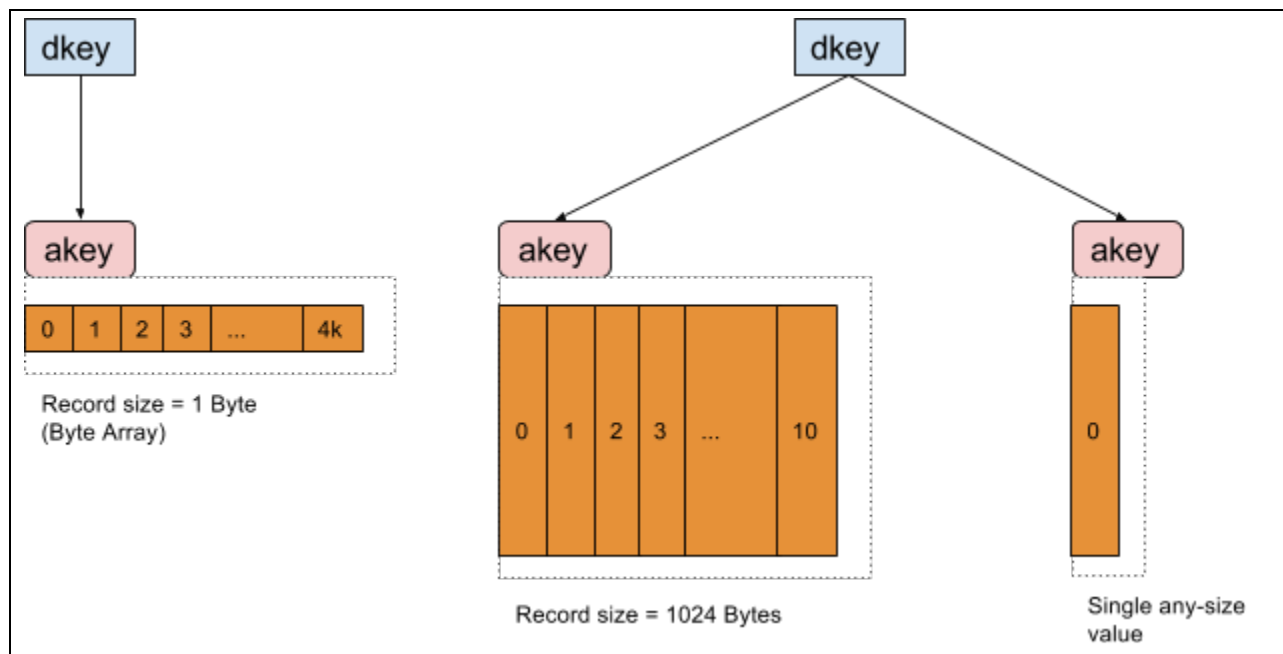 dkey
dkey
akey
akey
akey
0 1 2 3 ... 4k
Record size = 1 Byte
(Byte Array)
0 1 2 3 ... 10
0
Record size = 1024 Bytes
Single any-size
value